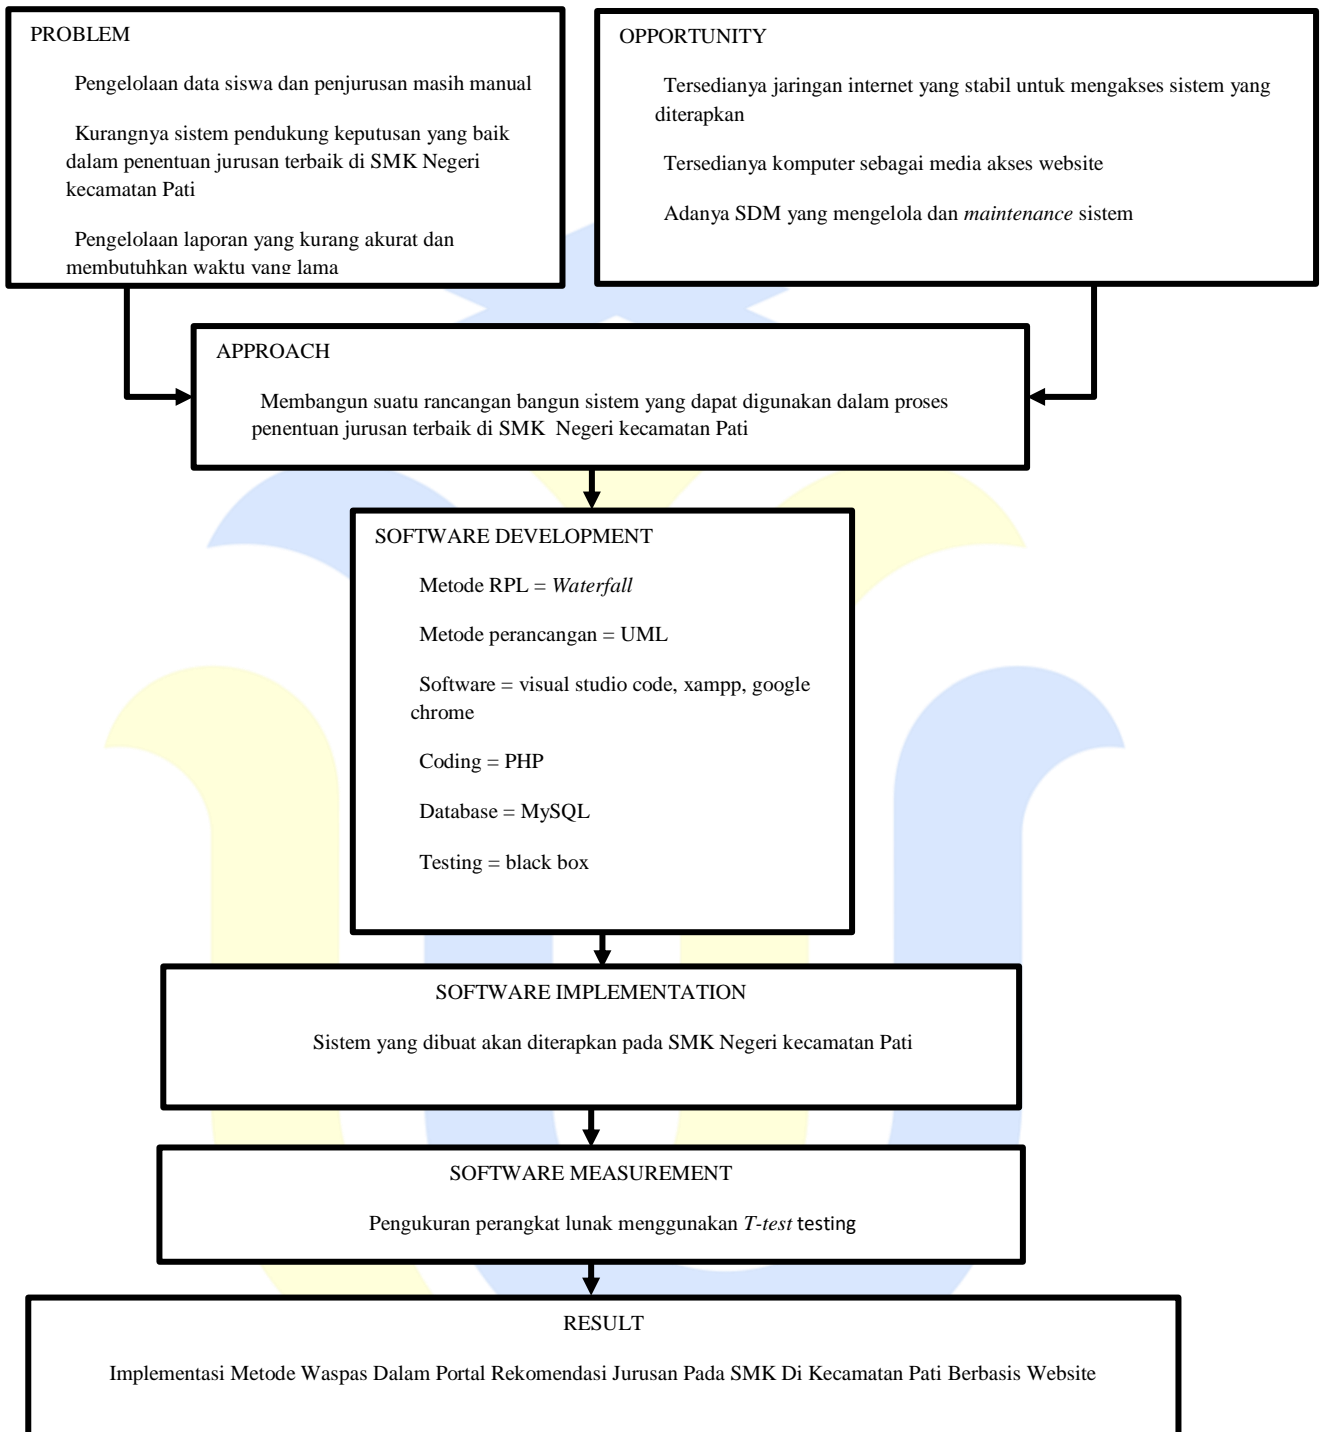 PROBLEM
Pengelolaan data siswa dan penjurusan masih manual
Kurangnya sistem pendukung keputusan yang baik
dalam penentuan jurusan terbaik di SMK Negeri
kecamatan Pati
Pengelolaan laporan yang kurang akurat dan
membutuhkan waktu yang lama
OPPORTUNITY
Tersedianya jaringan internet yang stabil untuk mengakses sistem yang
diterapkan
Tersedianya komputer sebagai media akses website
Adanya SDM yang mengelola dan maintenance sistem
APPROACH
Membangun suatu rancangan bangun sistem yang dapat digunakan dalam proses
penentuan jurusan terbaik di SMK Negeri kecamatan Pati
SOFTWARE DEVELOPMENT
Metode RPL = Waterfall
Metode perancangan = UML
Software = visual studio code, xampp, google
chrome
Coding = PHP
Database = MySQL
Testing = black box
SOFTWARE IMPLEMENTATION
Sistem yang dibuat akan diterapkan pada SMK Negeri kecamatan Pati
SOFTWARE MEASUREMENT
Pengukuran perangkat lunak menggunakan T-test testing
RESULT
Implementasi Metode Waspas Dalam Portal Rekomendasi Jurusan Pada SMK Di Kecamatan Pati Berbasis Website